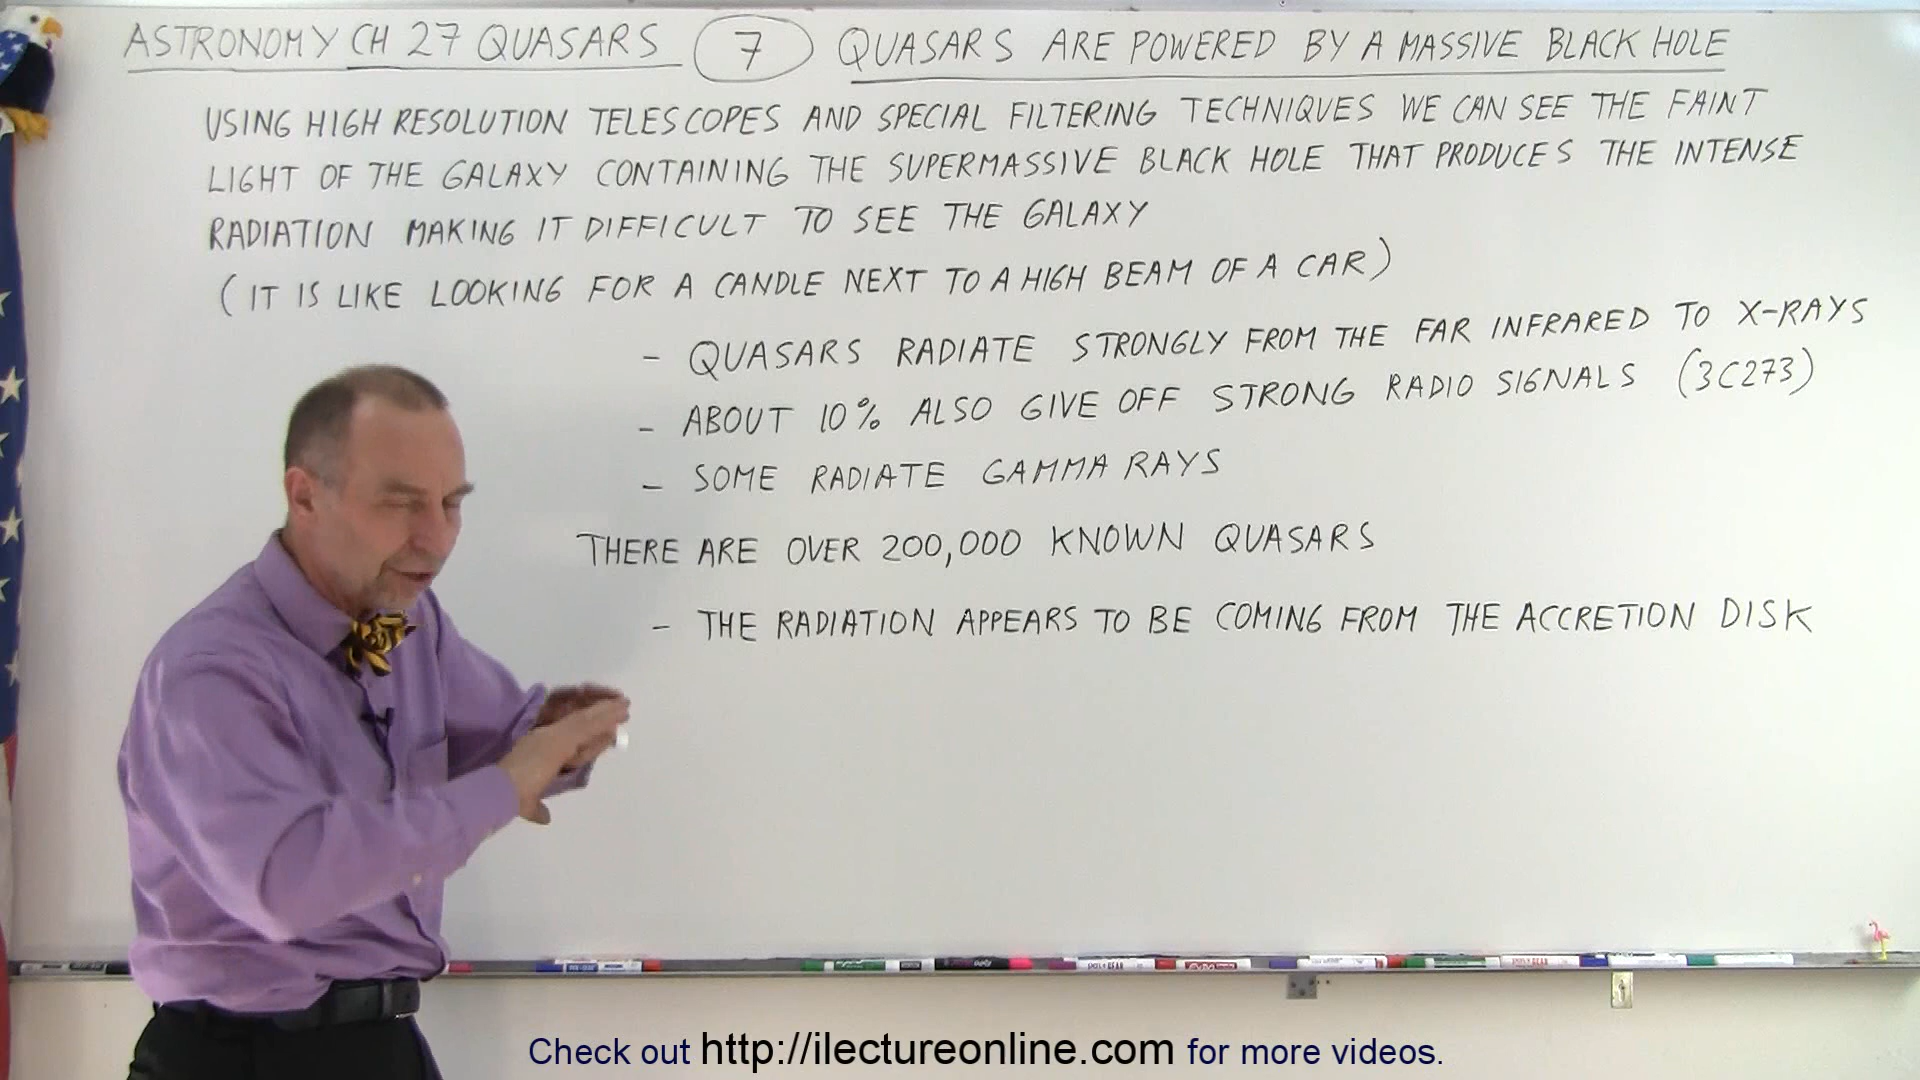 ASTRONOMY CH 27 QUASARS 7 QUASARS ARE POWERED BY A MASSIVE BLACK HOLE
USING HIGH RESOLUTION TELESCOPES AND SPECIAL FILTERING TECHNIQUES WE CAN SEE THE FAINT
LIGHT OF THE GALAXY CONTAINING THE SUPERMASSIVE BLACK HOLE THAT PRODUCES THE INTENSE
RADIATION MAKING IT DIFFICULT TO SEE THE GALAXY
(IT IS LIKE LOOKING FOR A CANDLE NEXT TO A HIGH BEAM OF A CAR)
- QUASARS RADIATE STRONGLY FROM THE FAR INFRARED TO X-RAYS
- ABOUT 10% ALSO GIVE OFF STRONG RADIO SIGNALS (3C273)
- SOME RADIATE GAMMA RAYS
THERE ARE OVER 200,000 KNOWN QUASARS
- THE RADIATION APPEARS TO BE COMING FROM THE ACCRETION DISK
Check out http://ilectureonline.com for more videos.